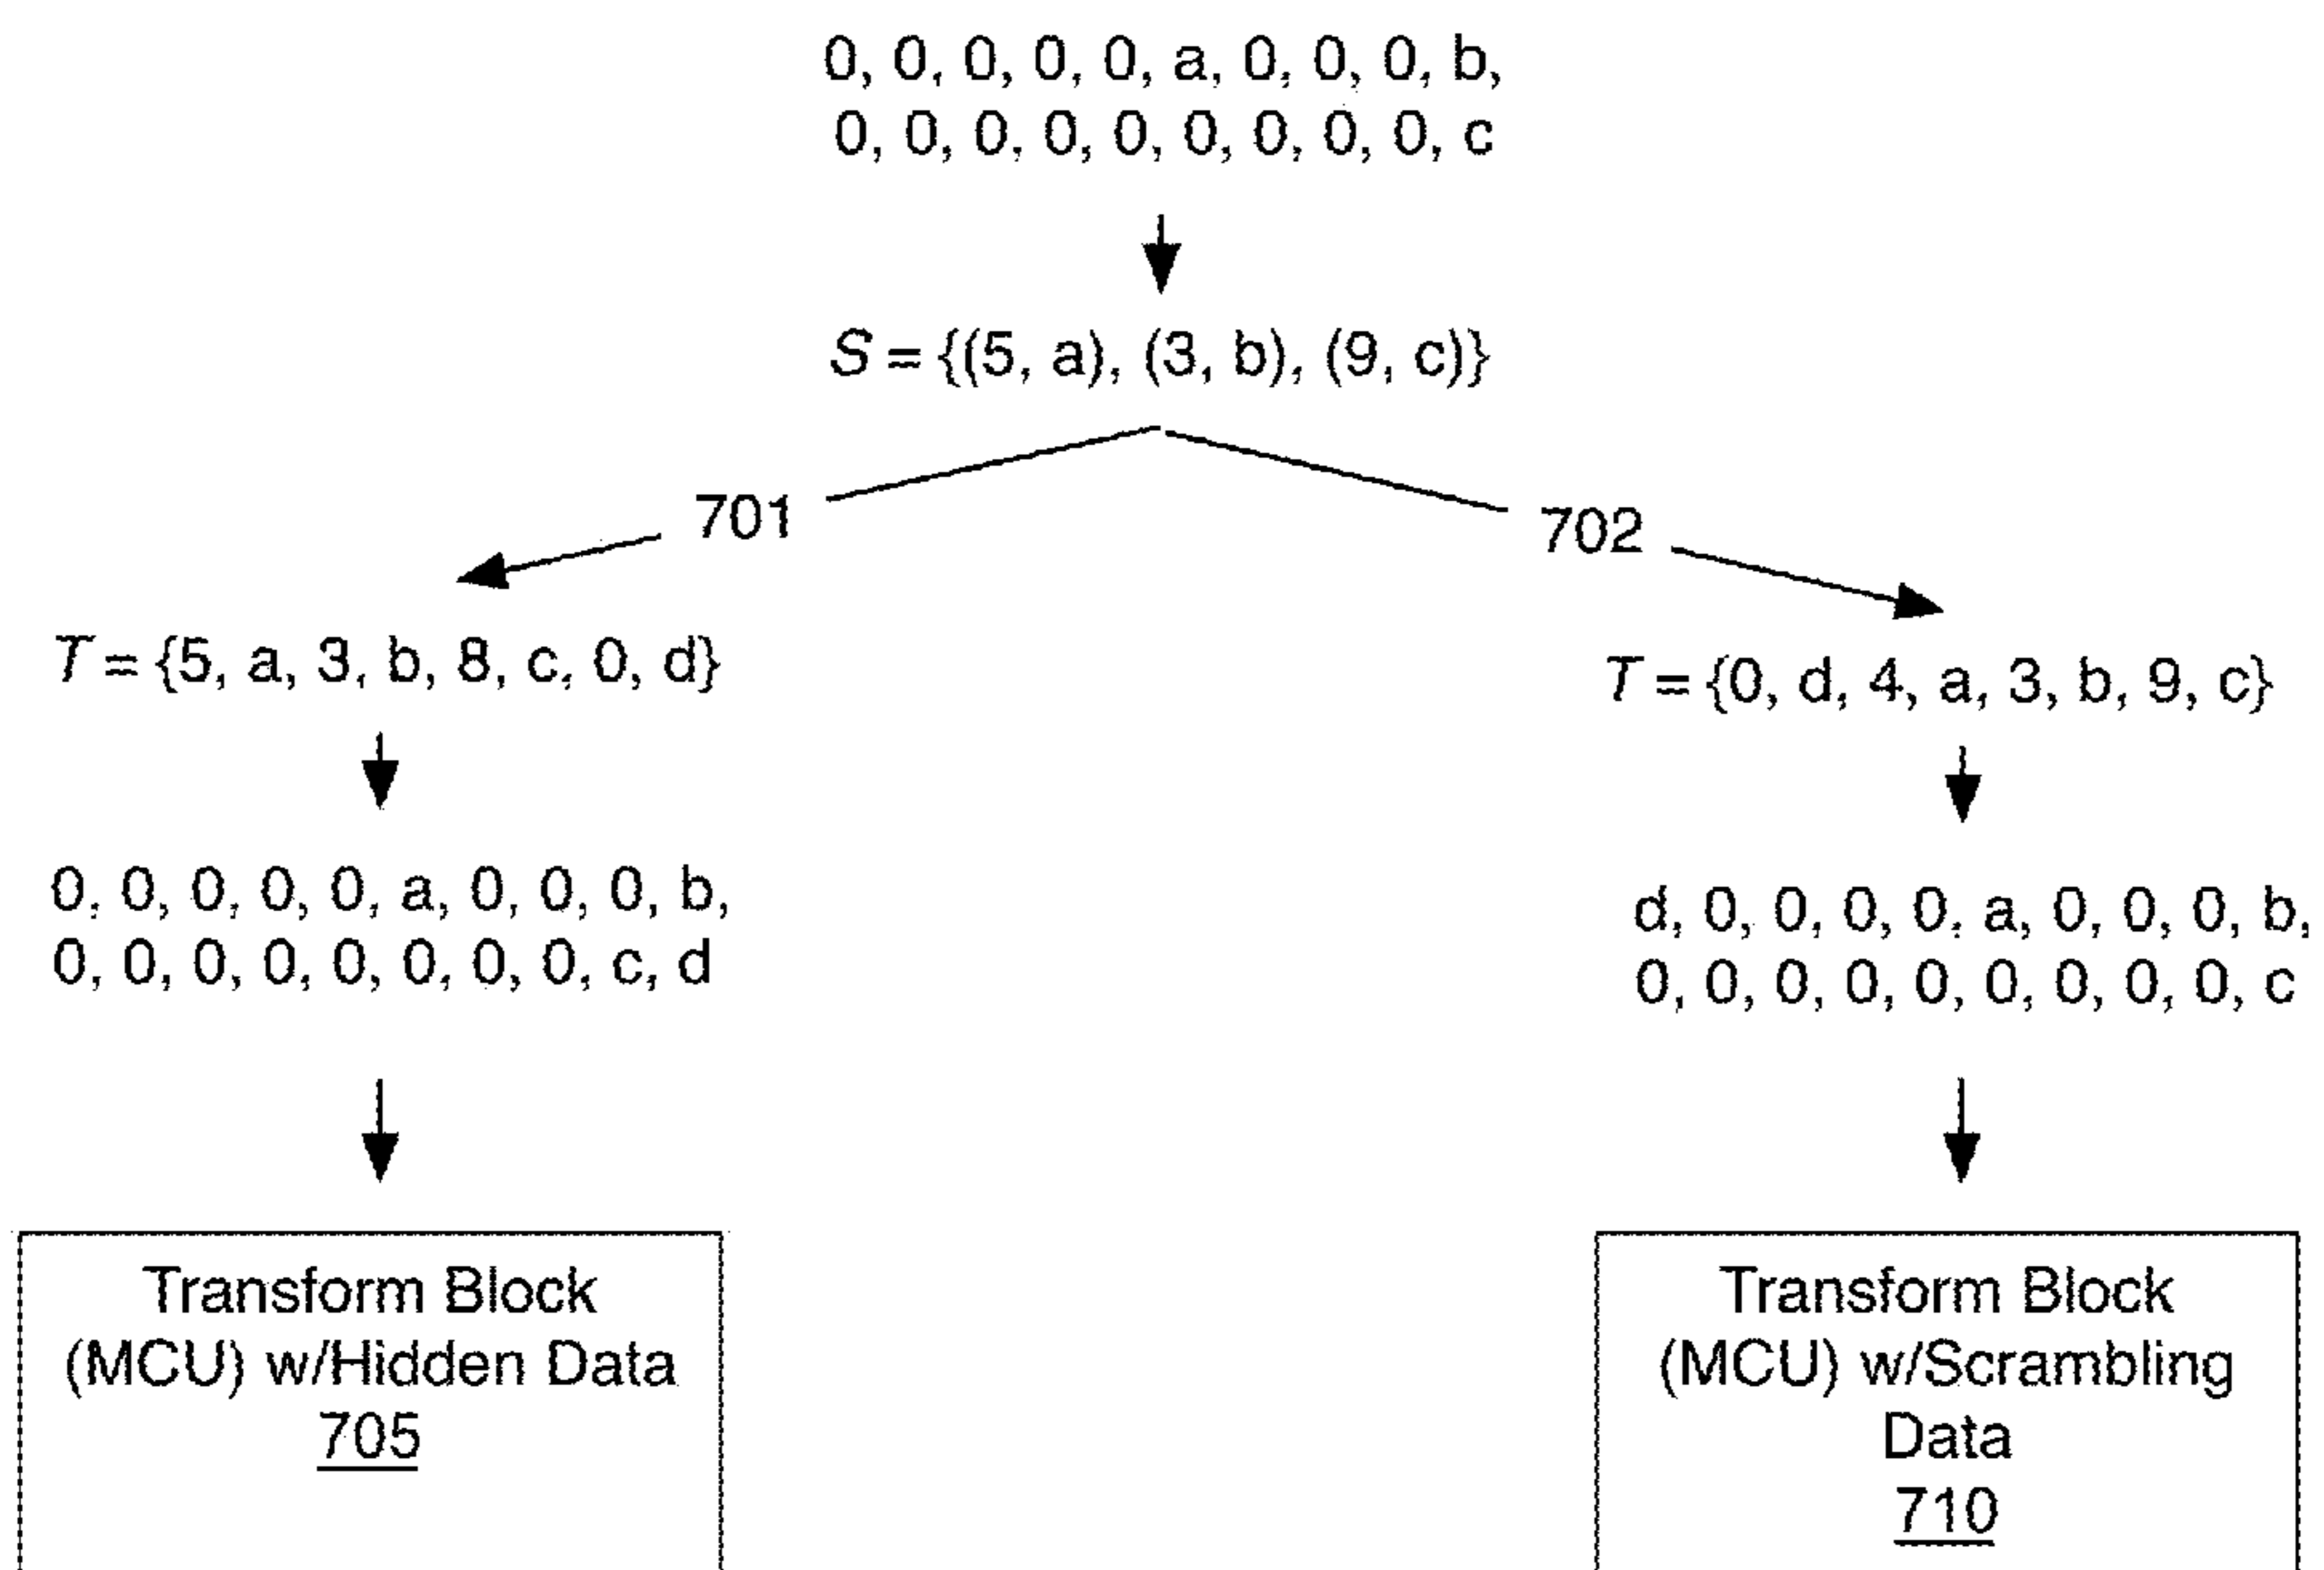 0, 0, 0, 0, 0, a, 0, 0, 0, b,
0, 0, 0, 0, 0, 0, 0, 0, 0, c
S = {(5, a), (3, b), (9, c)}
701
702
T = {5, a, 3, b, 8, c, 0, d}
T = {0, d, 4, a, 3, b, 9, c}
0, 0, 0, 0, 0, a, 0, 0, 0, b,
0, 0, 0, 0, 0, 0, 0, 0, c, d
d, 0, 0, 0, 0, a, 0, 0, 0, b,
0, 0, 0, 0, 0, 0, 0, 0, 0, c
Transform Block
(MCU) w/Hidden Data
705
Transform Block
(MCU) w/Scrambling
Data
710